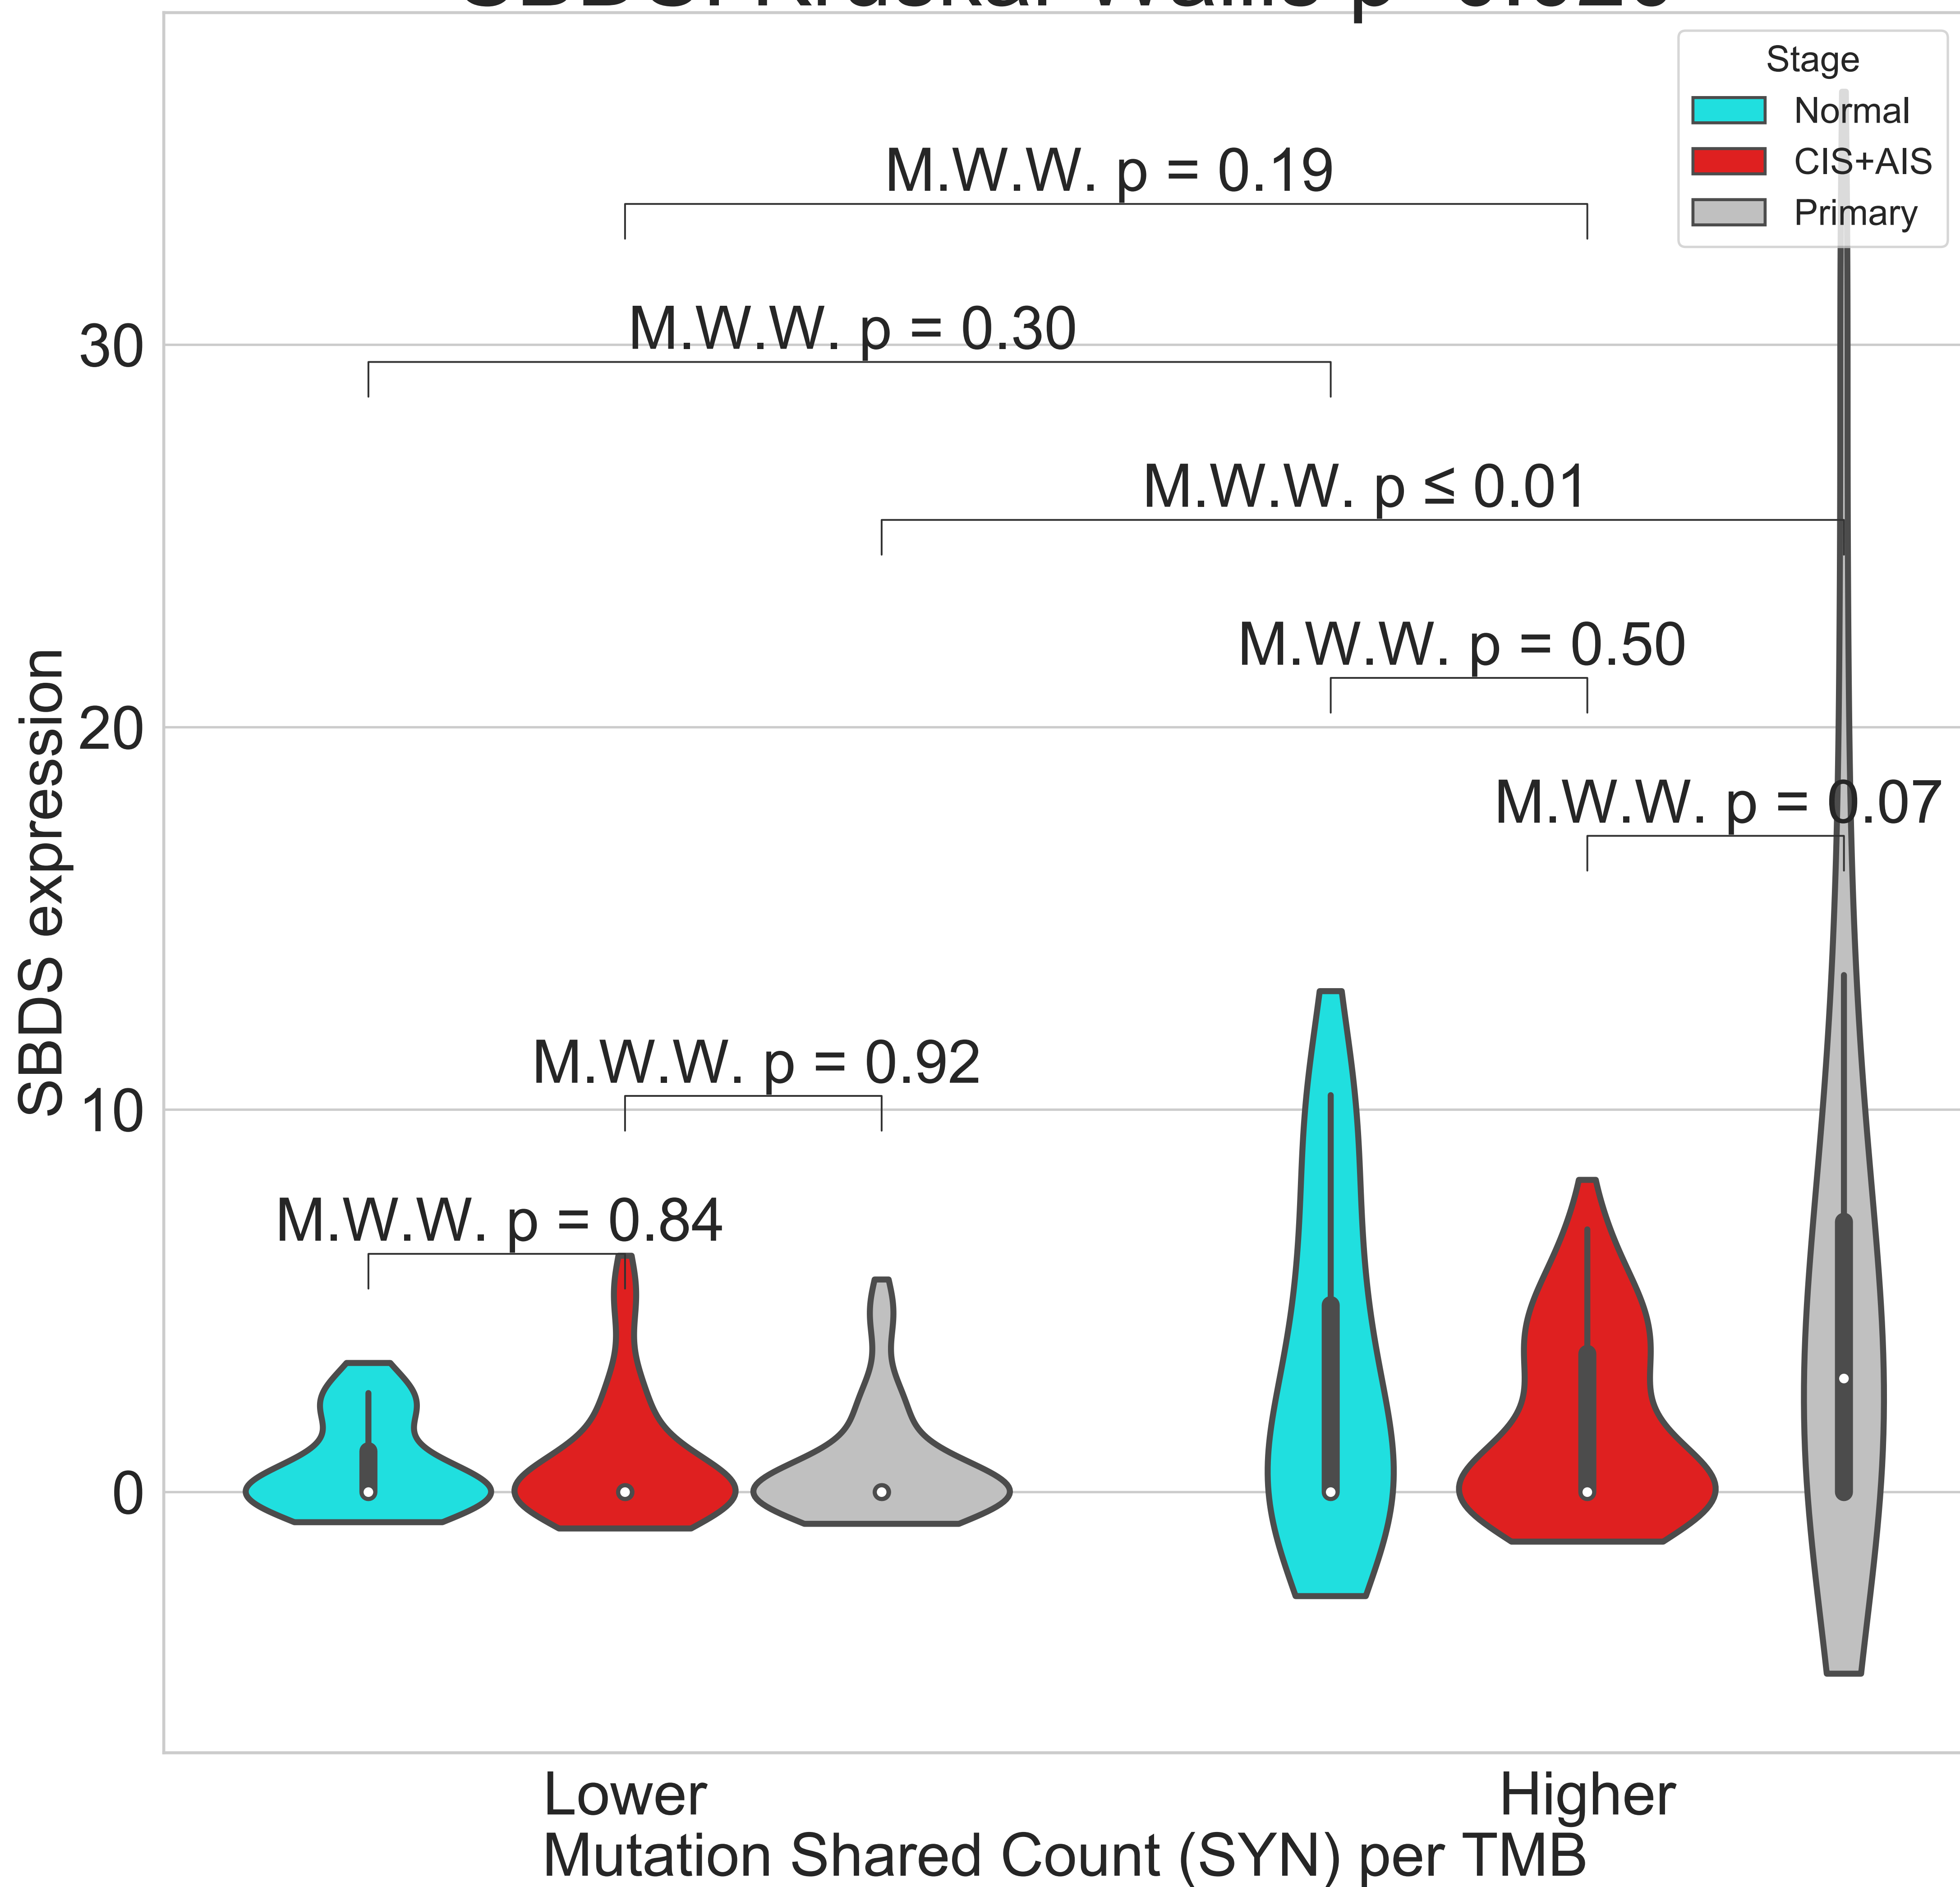 Stage
Normal
CIS+AIS
Primary
M.W.W. p = 0.19
M.W.W. p = 0.30
M.W.W. p ≤ 0.01
M.W.W. p = 0.50
M.W.W. p = 0.07
M.W.W. p = 0.92
M.W.W. p = 0.84
30
20
10
0
SBDS expression
Lower
Higher
Mutation Shared Count (SYN) per TMB